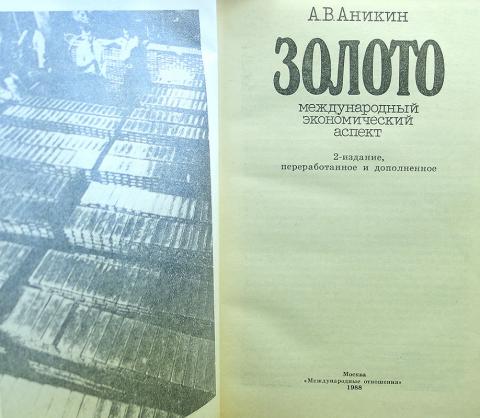 А.В.Аникин
ЗОЛОТО
международный
экономический
аспект
2-издание,
переработанное и дополненное
Москва
«Международные отношения»
1988